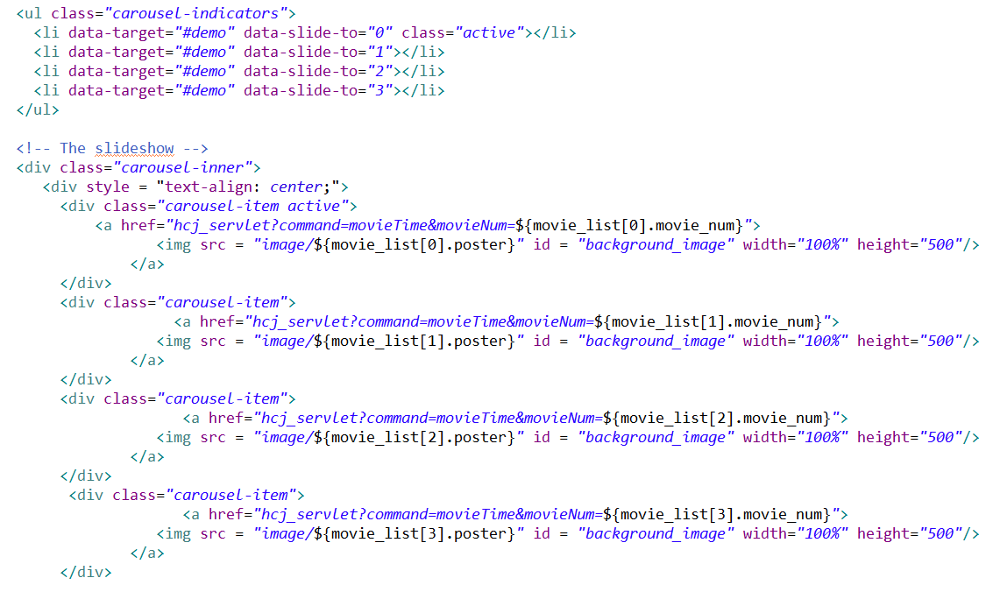 <ul class="carousel-indicators">
<li data-target="#demo" data-slide-to="0" class="active"></li>
<li data-target="#demo" data-slide-to="1"></li>
<li data-target="#demo" data-slide-to="2"></li>
<li data-target="#demo" data-slide-to="3"></li>
</ul>
<!-- The slideshow -->
<div class="carousel-inner">
<div style = "text-align: center;">
<div class="carousel-item active">
<a href="hcj_servlet?command=movieTime&movieNum=${movie_list[0].movie_num}">
<img src = "image/${movie_list[0].poster}" id = "background_image" width="100%" height="500"/>
</a>
</div>
<div class="carousel-item">
<a href="hcj_servlet?command=movieTime&movieNum=${movie_list[1].movie_num}">
<img src = "image/${movie_list[1].poster}" id = "background_image" width="100%" height="500"/>
</a>
</div>
<div class="carousel-item">
<a href="hcj_servlet?command=movieTime&movieNum=${movie_list[2].movie_num}">
<img src = "image/${movie_list[2].poster}" id = "background_image" width="100%" height="500"/>
</a>
</div>
<div class="carousel-item">
<a href="hcj_servlet?command=movieTime&movieNum=${movie_list[3].movie_num}">
<img src = "image/${movie_list[3].poster}" id = "background_image" width="100%" height="500"/>
</a>
</div>